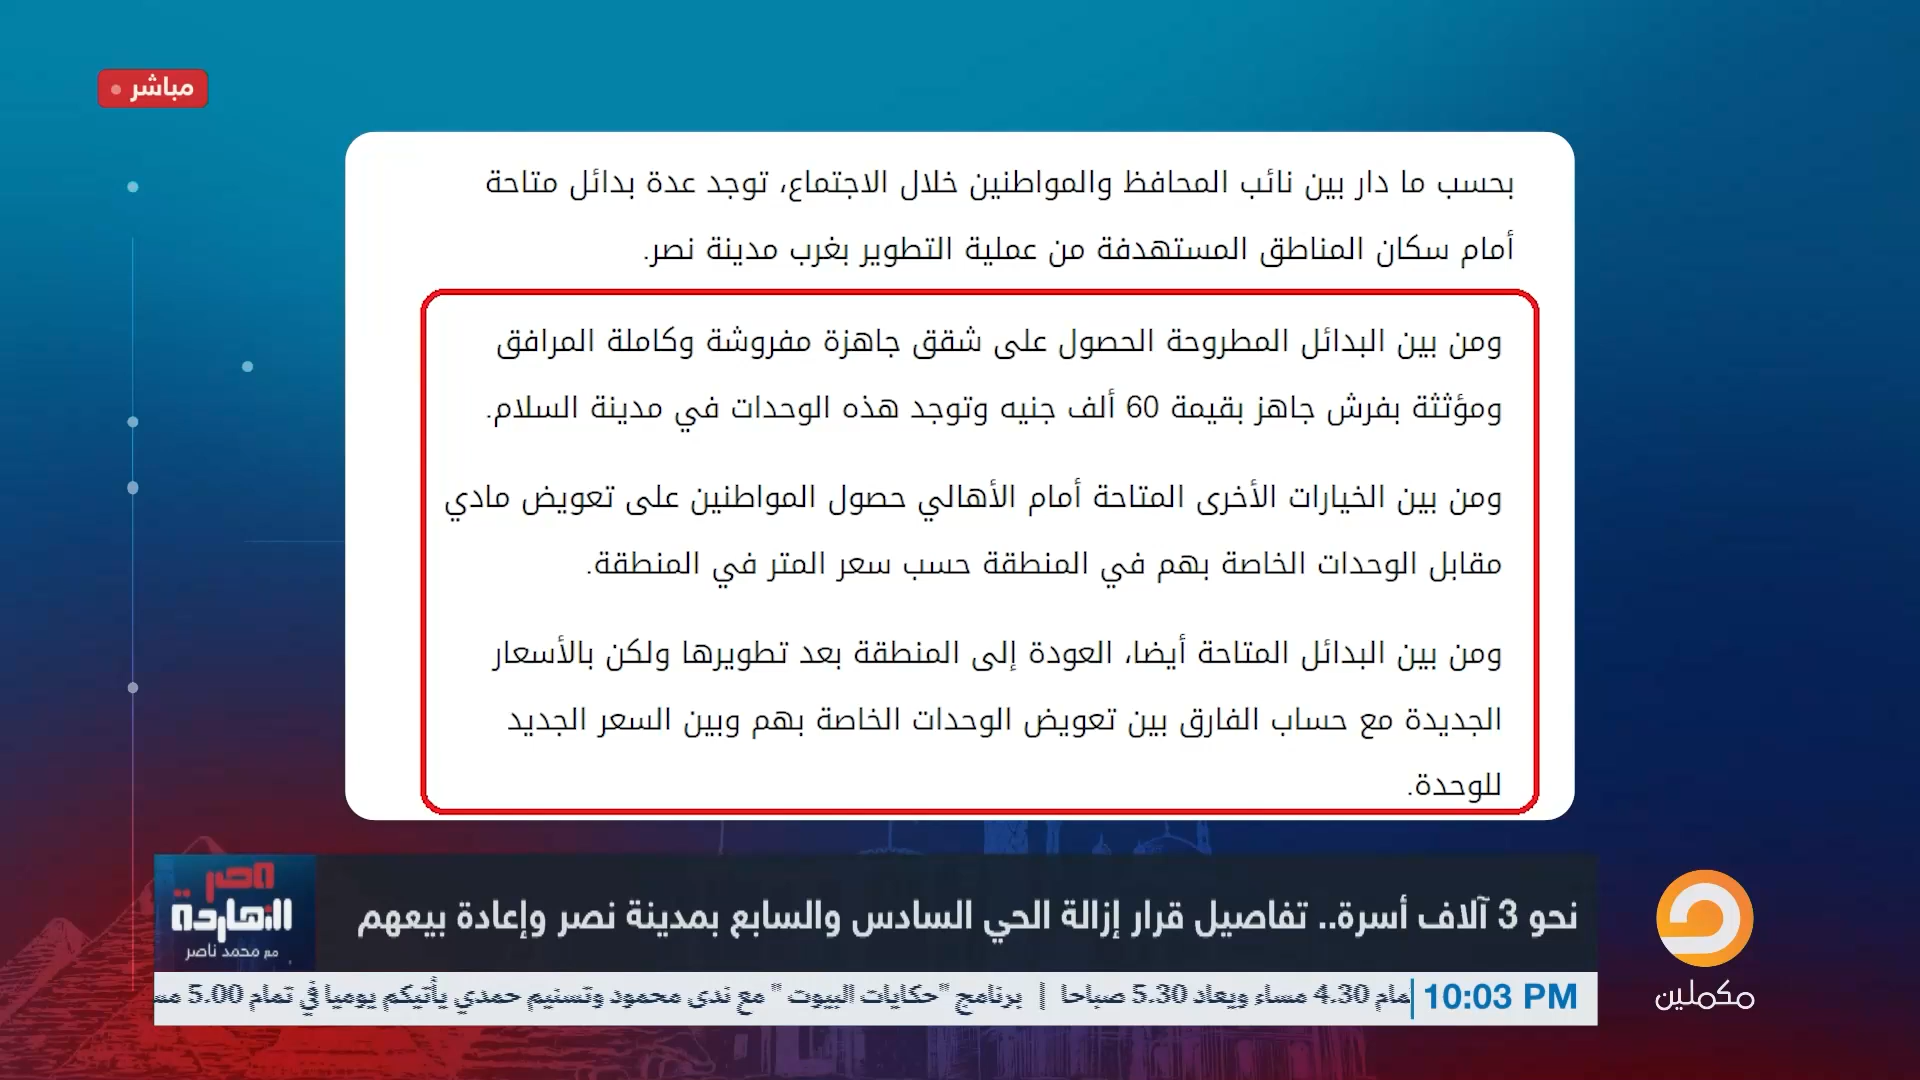 مباشر
بحسب ما دار بين نائب المحافظ والمواطنين خلال الاجتماع، توجد عدة بدائل متاحة
أمام سكان المناطق المستهدفة من عملية التطوير بغرب مدينة نصر.
ومن بين البدائل المطروحة الحصول على شقق جاهزة مفروشة وكاملة المرافق
ومؤثثة بفرش جاهز بقيمة 60 ألف جنيه وتوجد هذه الوحدات في مدينة السلام.
ومن بين الخيارات الأخرى المتاحة أمام الأهالي حصول المواطنين على تعويض مادي
مقابل الوحدات الخاصة بهم في المنطقة حسب سعر المتر في المنطقة.
ومن بين البدائل المتاحة أيضا، العودة إلى المنطقة بعد تطويرها ولكن بالأسعار
الجديدة مع حساب الفارق بين تعويض الوحدات الخاصة بهم وبين السعر الجديد
للوحدة.
نحو 3 آلاف أسرة.. تفاصيل قرار إزالة الحي السادس والسابع بمدينة نصر وإعادة بيعهم
مصر
النهاردة
مع محمد ناصر
10:03 PM
مساء 4.30 ويعاد 5.30 صباحا | برنامج "حكايات البيوت" مع ندى محمود وتسنيم حمدي يأتيكم يوميا في تمام 5.00
مكملين